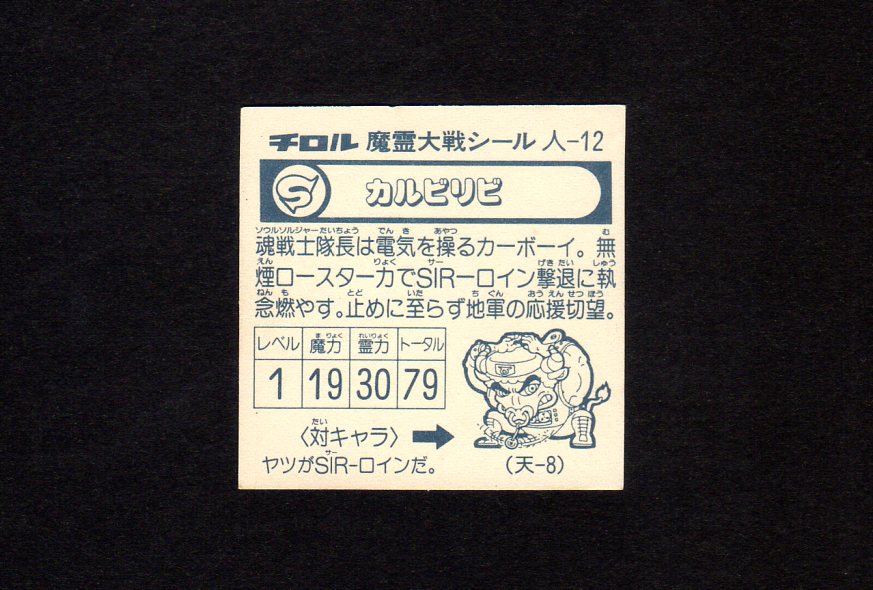 チロル 魔霊大戦シール 人-12
S
カルビリビ
ソウルソルジャーだいちょう でんき あやつ む
魂戦士隊長は電気を操るカーボーイ。無
えん りょく サー げきたい しゅう
煙ロースター力でSIRーロイン撃退に執
ねんも とど いた ちぐん おうえんせつぼう
念燃やす。止めに至らず地軍の応援切望。
レベル 魔力 霊力 トータル
まりょく れいりょく
1 19 30 79
たい
〈対キャラ〉
サー
ヤツがSIR-ロインだ。
(天-8)